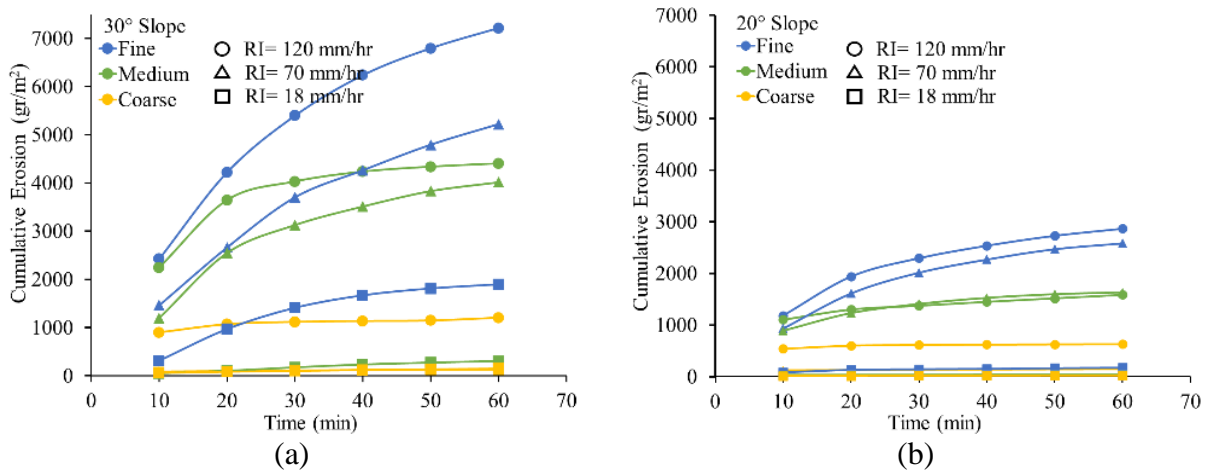 30° Slope
Fine
Medium
Coarse
RI= 120 mm/hr
RI= 70 mm/hr
RI= 18 mm/hr
7000
6000
5000
4000
3000
2000
1000
0
Cumulative Erosion (gr/m²)
0 10 20 30 40 50 60 70
Time (min)
(a)
20° Slope
Fine
Medium
Coarse
RI= 120 mm/hr
RI= 70 mm/hr
RI= 18 mm/hr
7000
6000
5000
4000
3000
2000
1000
0
Cumulative Erosion (gr/m²)
0 10 20 30 40 50 60 70
Time (min)
(b)